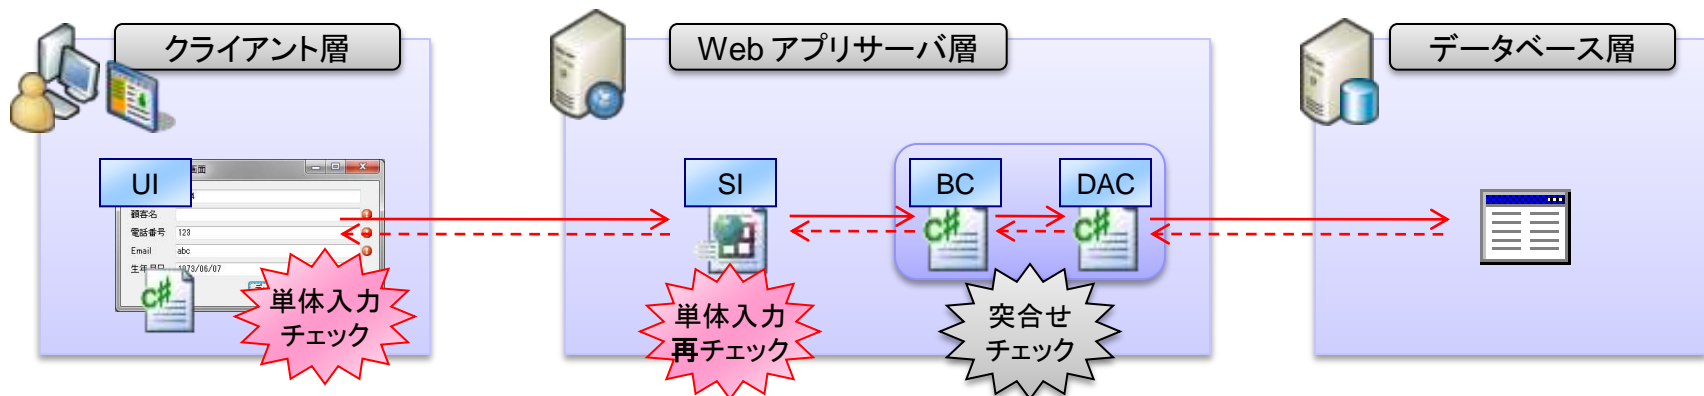 クライアント層
Web アプリサーバ層
データベース層
UI
画面
顧客名
電話番号 123
Email abc
生年月日 1973/06/07
C#
単体入力
チェック
SI
単体入力
再チェック
BC
DAC
C#
C#
突合せ
チェック